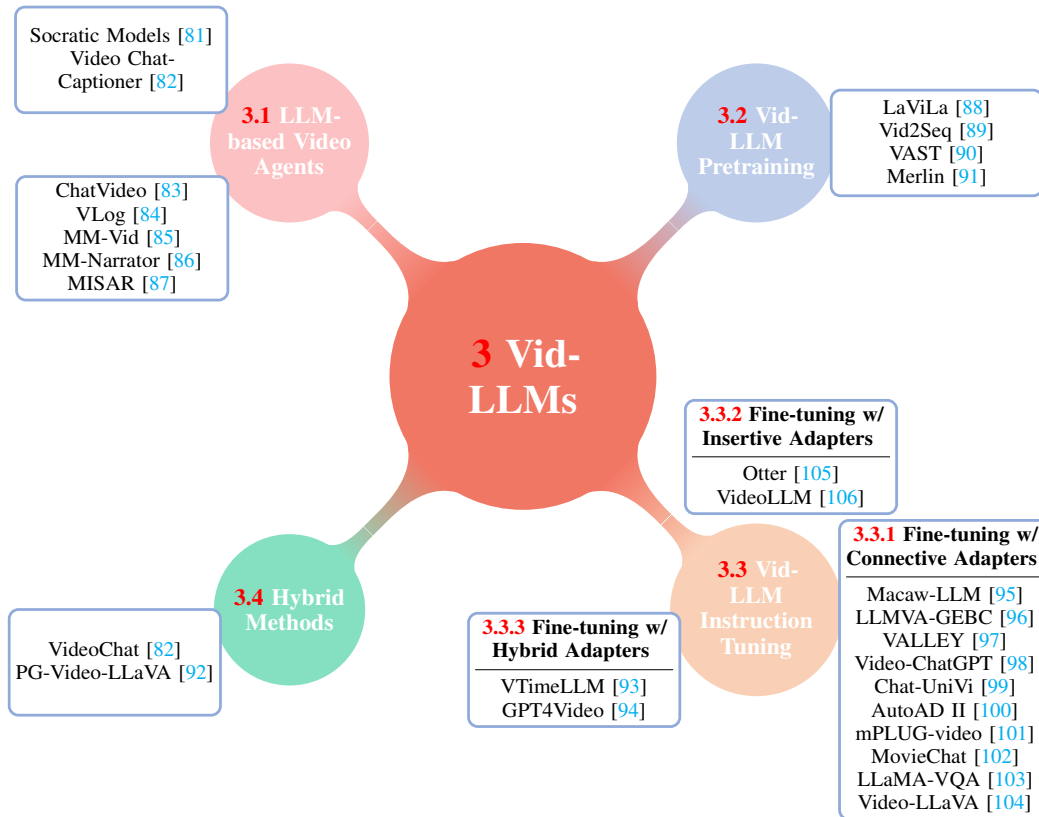 Socratic Models [81]
Video Chat-
Captioner [82]
3.1 LLM-
based Video
Agents
ChatVideo [83]
VLog [84]
MM-Vid [85]
MM-Narrator [86]
MISAR [87]
3.2 Vid-
LLM
Pretraining
LaViLa [88]
Vid2Seq [89]
VAST [90]
Merlin [91]
3 Vid-
LLMs
3.3.2 Fine-tuning w/
Insertive Adapters
Otter [105]
VideoLLM [106]
3.3 Vid-
LLM
Instruction
Tuning
3.3.1 Fine-tuning w/
Connective Adapters
Macaw-LLM [95]
LLMVA-GEBC [96]
VALLEY [97]
Video-ChatGPT [98]
Chat-UniVi [99]
AutoAD II [100]
mPLUG-video [101]
MovieChat [102]
LLaMA-VQA [103]
Video-LLaVA [104]
3.3.3 Fine-tuning w/
Hybrid Adapters
VTimeLLM [93]
GPT4Video [94]
3.4 Hybrid
Methods
VideoChat [82]
PG-Video-LLaVA [92]